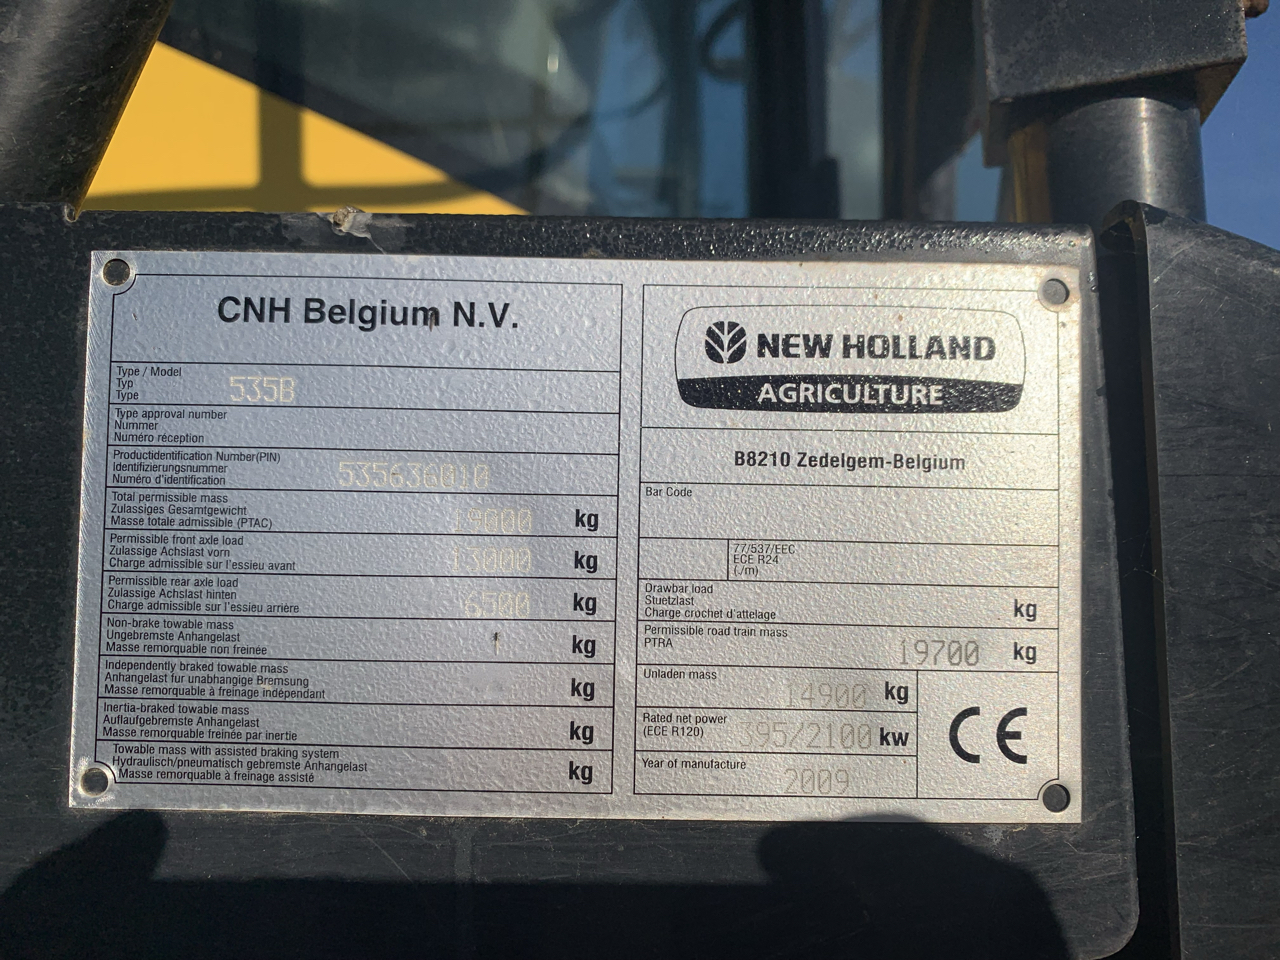 CNH Belgium N.V.
Type / Model
Typ
Type
535B
Type approval number
Nummer
Numéro réception
Productidentification Number(PIN)
Identifizierungsnummer
Numéro d'identification
535636010
Total permissible mass
Zulassiges Gesamtgewicht
Masse totale admissible (PTAC)
19000 kg
Permissible front axle load
Zulassige Achslast vorn
Charge admissible sur l'essieu avant
13000 kg
Permissible rear axle load
Zulassige Achslast hinten
Charge admissible sur l'essieu arrière
6500 kg
Non-brake towable mass
Ungebremste Anhangelast
Masse remorquable non freinée
kg
Independently braked towable mass
Anhangelast fur unabhangige Bremsung
Masse remorquable à freinage indépendant
kg
Inertia-braked towable mass
Auflaufgebremste Anhangelast
Masse remorquable freinée par inertie
kg
Towable mass with assisted braking system
Hydraulisch/pneumatisch gebremste Anhangelast
Masse remorquable à freinage assisté
kg
NEW HOLLAND
AGRICULTURE
B8210 Zedelgem-Belgium
Bar Code
77/537/EEC
ECE R24
(./m)
Drawbar load
Stuetzlast
Charge crochet d'attelage
kg
Permissible road train mass
PTRA
19700 kg
Unladen mass
14900 kg
Rated net power
(ECE R120)
395/2100 kw
Year of manufacture
2009
CE